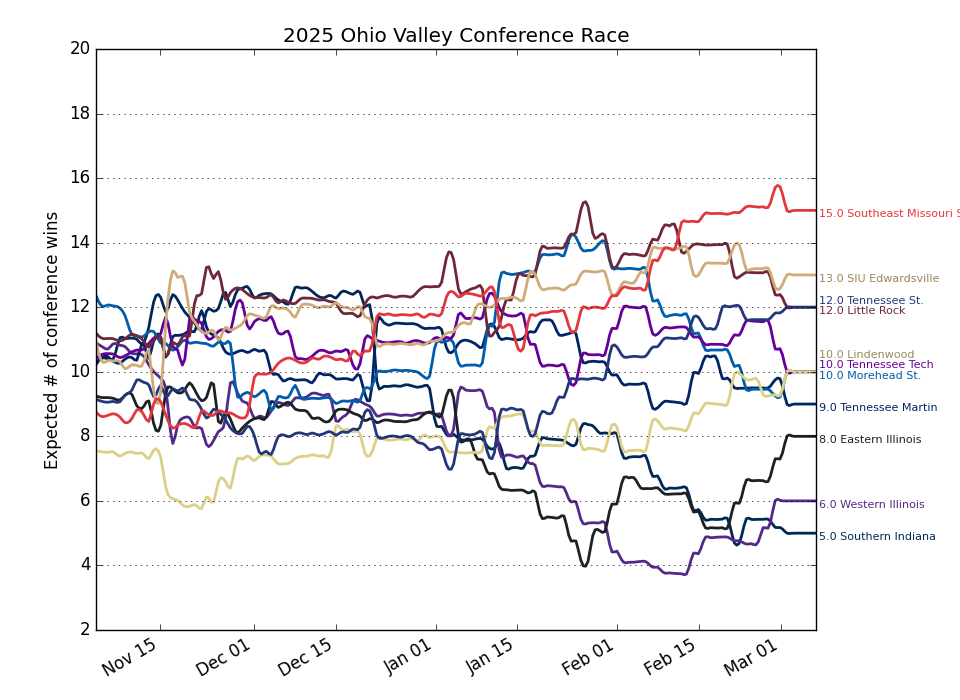 2025 Ohio Valley Conference Race
Expected # of conference wins
20
18
16
14
12
10
8
6
4
2
15.0 Southeast Missouri S
13.0 SIU Edwardsville
12.0 Tennessee St.
12.0 Little Rock
10.0 Lindenwood
10.0 Tennessee Tech
10.0 Morehead St.
9.0 Tennessee Martin
8.0 Eastern Illinois
6.0 Western Illinois
5.0 Southern Indiana
Nov 15 Dec 01 Dec 15 Jan 01 Jan 15 Feb 01 Feb 15 Mar 01